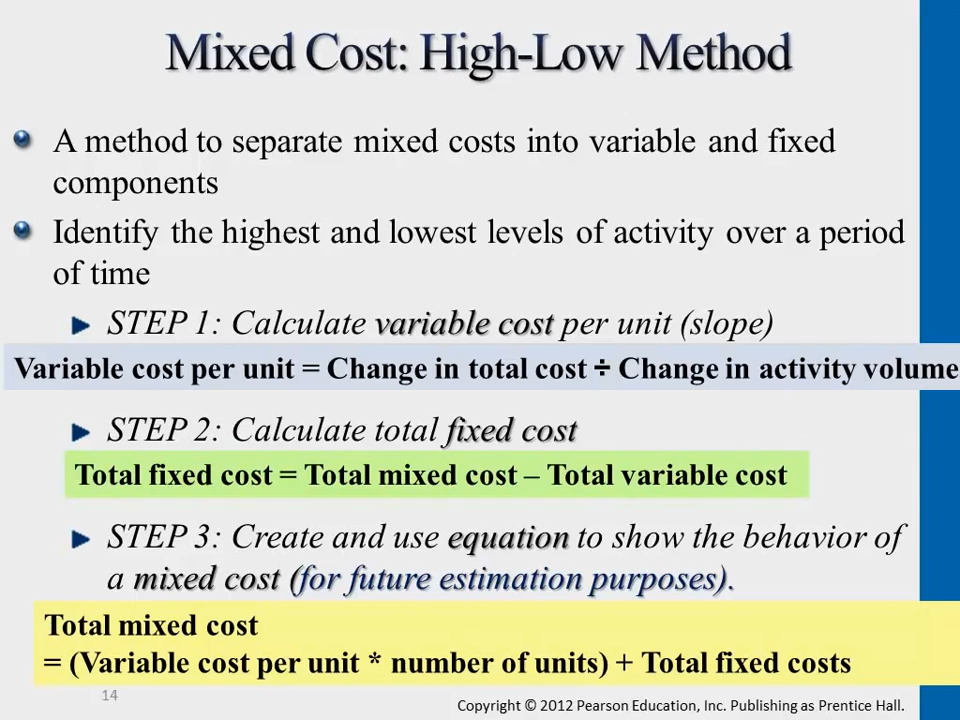 Mixed Cost: High-Low Method
A method to separate mixed costs into variable and fixed
components
Identify the highest and lowest levels of activity over a period
of time
STEP 1: Calculate variable cost per unit (slope)
Variable cost per unit = Change in total cost ÷ Change in activity volume
STEP 2: Calculate total fixed cost
Total fixed cost = Total mixed cost – Total variable cost
STEP 3: Create and use equation to show the behavior of
a mixed cost (for future estimation purposes).
Total mixed cost
= (Variable cost per unit * number of units) + Total fixed costs
14
Copyright © 2012 Pearson Education, Inc. Publishing as Prentice Hall.